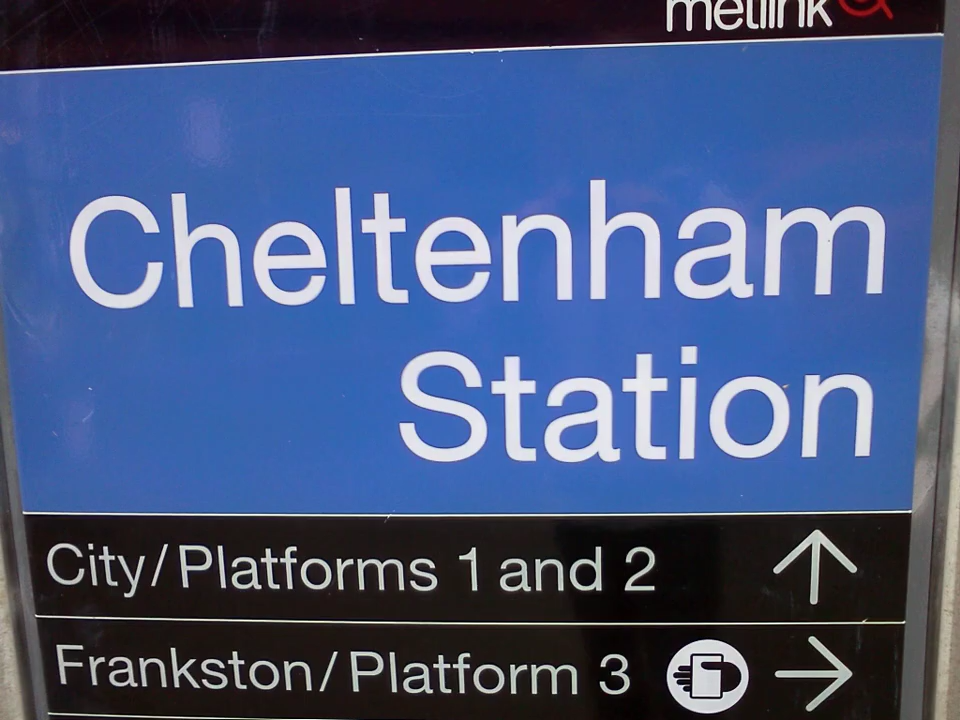 metlink
Cheltenham
Station
City/Platforms 1 and 2
Frankston/Platform 3